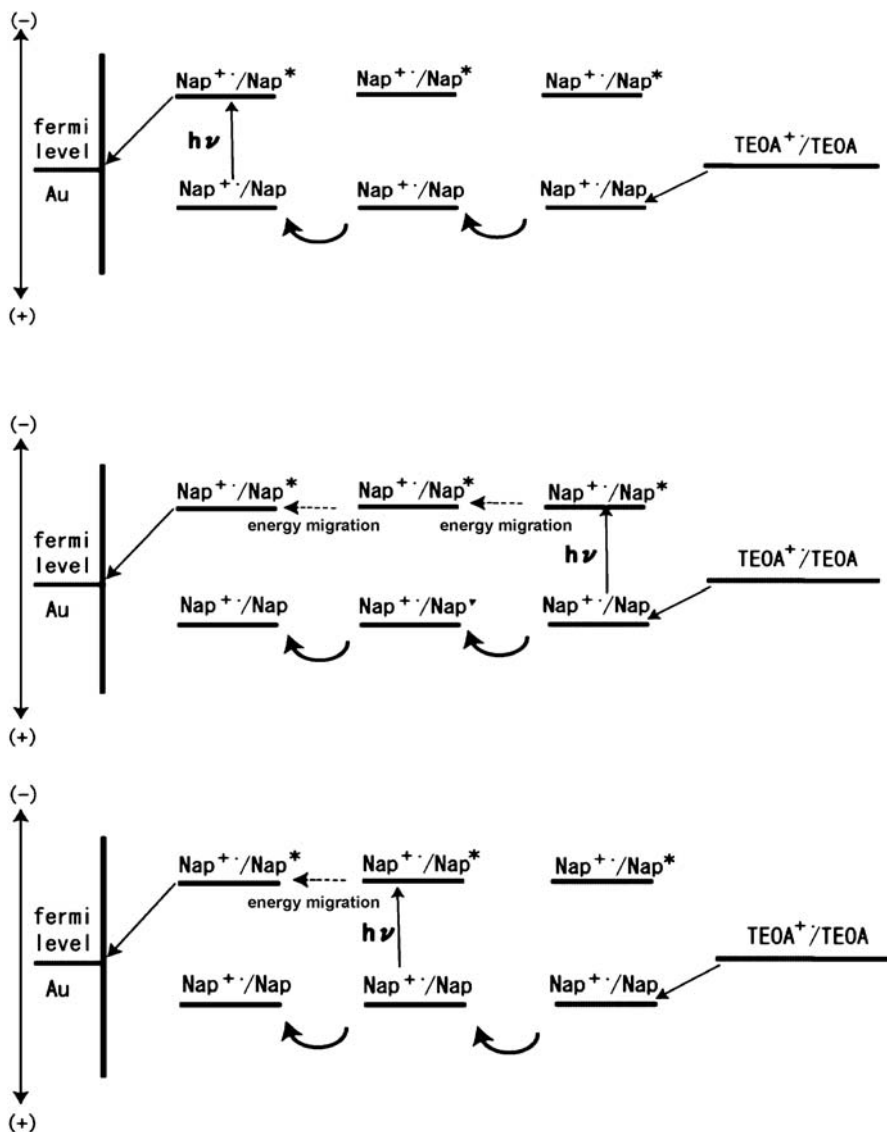 (-)
Nap⁺·/Nap* Nap⁺·/Nap* Nap⁺·/Nap*
fermi
level
hν
TEOA⁺·/TEOA
Au
Nap⁺·/Nap Nap⁺·/Nap Nap⁺·/Nap
(+)
(-)
Nap⁺·/Nap* Nap⁺·/Nap* Nap⁺·/Nap*
energy migration energy migration
fermi
level
hν
TEOA⁺·/TEOA
Au
Nap⁺·/Nap Nap⁺·/Nap Nap⁺·/Nap
(+)
(-)
Nap⁺·/Nap* Nap⁺·/Nap* Nap⁺·/Nap*
energy migration
fermi
level
hν
TEOA⁺·/TEOA
Au
Nap⁺·/Nap Nap⁺·/Nap Nap⁺·/Nap
(+)